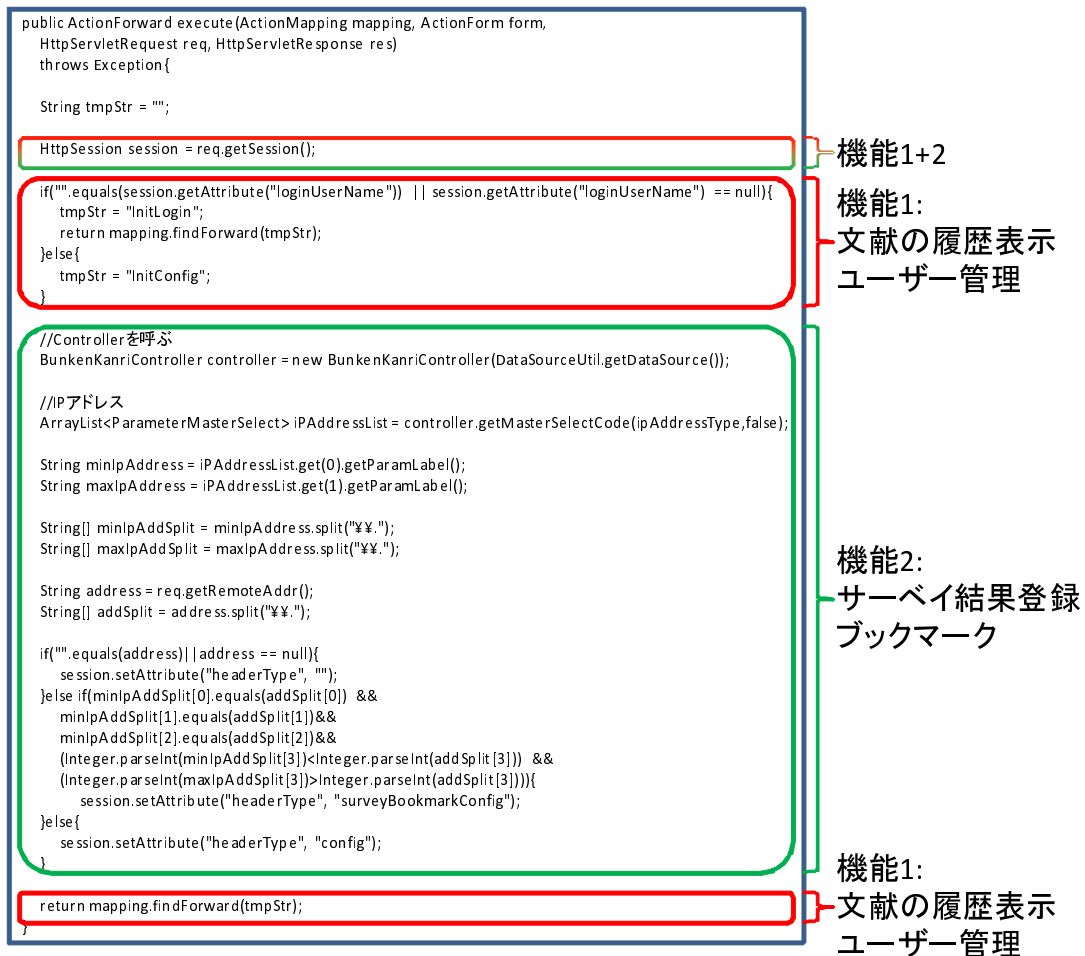 public ActionForward execute(ActionMapping mapping, ActionForm form,
HttpServletRequest req, HttpServletResponse res)
throws Exception{
String tmpStr = "";
HttpSession session = req.getSession();
機能1+2
if("".equals(session.getAttribute("loginUserName")) || session.getAttribute("loginUserName") == null){
tmpStr = "InitLogin";
return mapping.findForward(tmpStr);
}else{
tmpStr = "InitConfig";
}
機能1:
文献の履歴表示
ユーザー管理
//Controllerを呼ぶ
BunkenKanriController controller = new BunkenKanriController(DataSourceUtil.getDataSource());
//IPアドレス
ArrayList<ParameterMasterSelect> iPAddressList = controller.getMasterSelectCode(ipAddressType,false);
String minIpAddress = iPAddressList.get(0).getParamLabel();
String maxIpAddress = iPAddressList.get(1).getParamLabel();
String[] minIpAddSplit = minIpAddress.split("¥¥.");
String[] maxIpAddSplit = maxIpAddress.split("¥¥.");
String address = req.getRemoteAddr();
String[] addSplit = address.split("¥¥.");
if("".equals(address)||address == null){
session.setAttribute("headerType", "");
}else if(minIpAddSplit[0].equals(addSplit[0]) &&
minIpAddSplit[1].equals(addSplit[1])&&
minIpAddSplit[2].equals(addSplit[2])&&
(Integer.parseInt(minIpAddSplit[3])<Integer.parseInt(addSplit[3])) &&
(Integer.parseInt(maxIpAddSplit[3])>Integer.parseInt(addSplit[3]))){
session.setAttribute("headerType", "surveyBookmarkConfig");
}else{
session.setAttribute("headerType", "config");
}
機能2:
サーベイ結果登録
ブックマーク
return mapping.findForward(tmpStr);
}
機能1:
文献の履歴表示
ユーザー管理